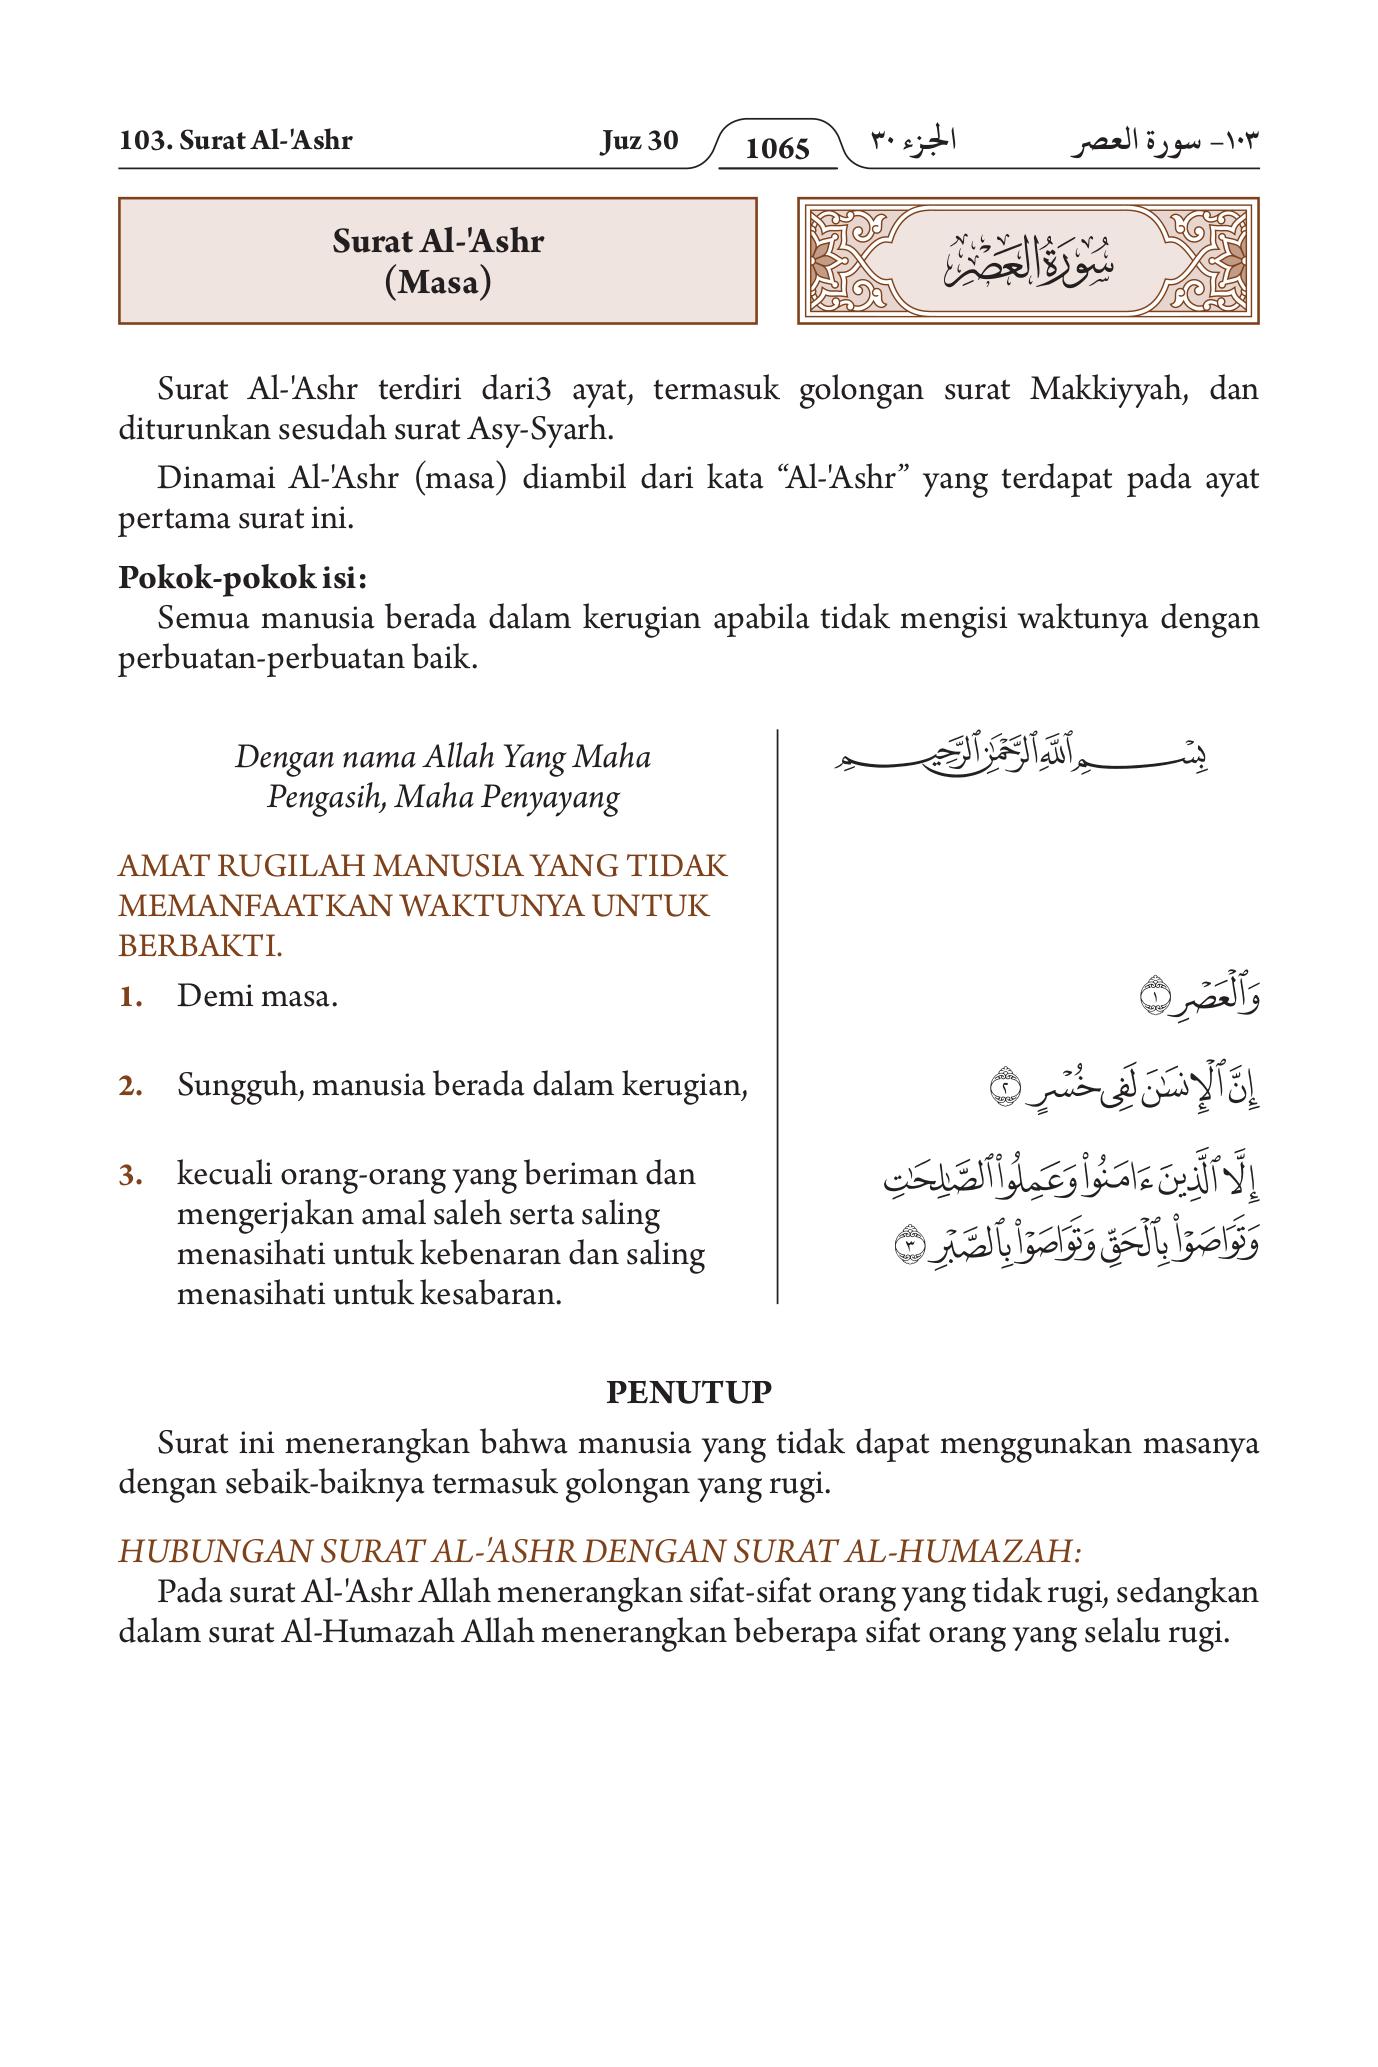 103. Surat Al-'Ashr Juz 30 1065 الجزء ٣٠ ١٠٣- سورة العصر
Surat Al-'Ashr
(Masa)
سُورَةُ العَصْرِ
Surat Al-'Ashr terdiri dari3 ayat, termasuk golongan surat Makkiyyah, dan
diturunkan sesudah surat Asy-Syarh.
Dinamai Al-'Ashr (masa) diambil dari kata “Al-'Ashr” yang terdapat pada ayat
pertama surat ini.
Pokok-pokok isi:
Semua manusia berada dalam kerugian apabila tidak mengisi waktunya dengan
perbuatan-perbuatan baik.
Dengan nama Allah Yang Maha
Pengasih, Maha Penyayang
بِسْمِ ٱللَّهِ ٱلرَّحْمَٰنِ ٱلرَّحِيمِ
AMAT RUGILAH MANUSIA YANG TIDAK
MEMANFAATKAN WAKTUNYA UNTUK
BERBAKTI.
1. Demi masa.
وَٱلْعَصْرِ ١
2. Sungguh, manusia berada dalam kerugian,
إِنَّ ٱلْإِنسَٰنَ لَفِى خُسْرٍ ٢
3. kecuali orang-orang yang beriman dan
mengerjakan amal saleh serta saling
menasihati untuk kebenaran dan saling
menasihati untuk kesabaran.
إِلَّا ٱلَّذِينَ ءَامَنُوا۟ وَعَمِلُوا۟ ٱلصَّٰلِحَٰتِ
وَتَوَاصَوْا۟ بِٱلْحَقِّ وَتَوَاصَوْا۟ بِٱلصَّبْرِ ٣
PENUTUP
Surat ini menerangkan bahwa manusia yang tidak dapat menggunakan masanya
dengan sebaik-baiknya termasuk golongan yang rugi.
HUBUNGAN SURAT AL-'ASHR DENGAN SURAT AL-HUMAZAH:
Pada surat Al-'Ashr Allah menerangkan sifat-sifat orang yang tidak rugi, sedangkan
dalam surat Al-Humazah Allah menerangkan beberapa sifat orang yang selalu rugi.